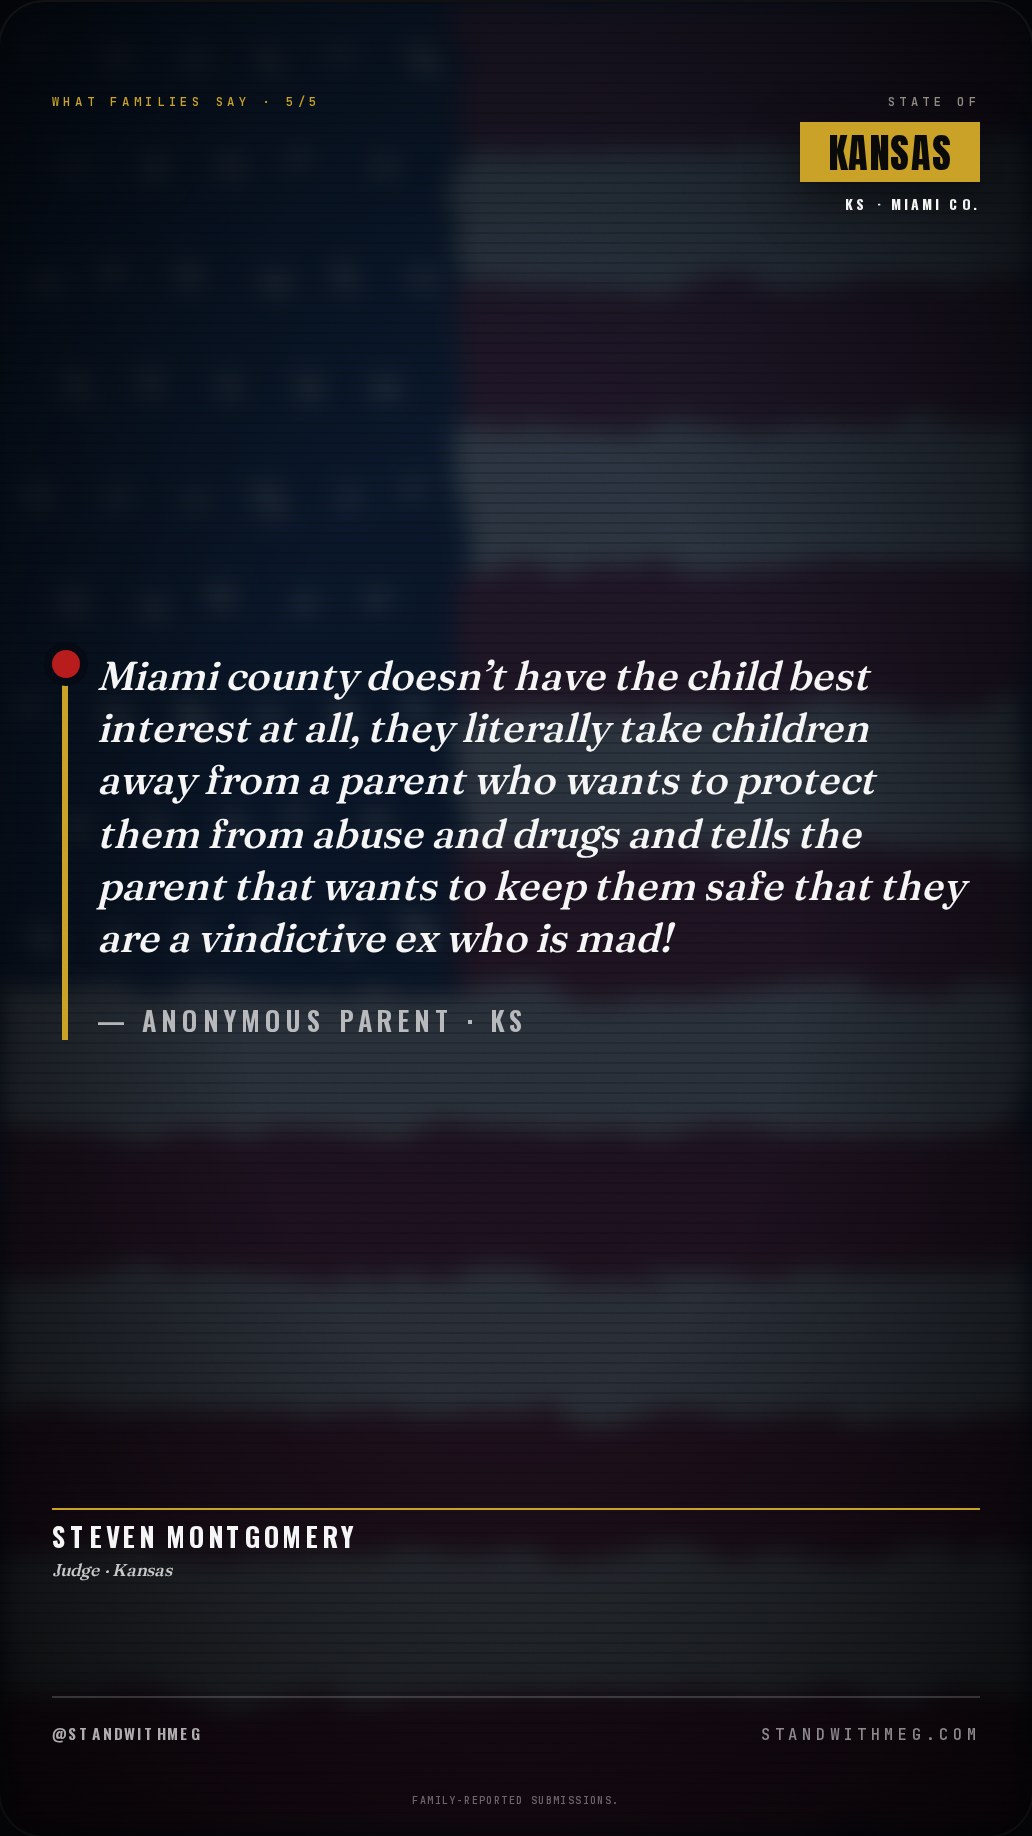 WHAT FAMILIES SAY · 5/5
STATE OF
KANSAS
KS · MIAMI CO.
Miami county doesn’t have the child best
interest at all, they literally take children
away from a parent who wants to protect
them from abuse and drugs and tells the
parent that wants to keep them safe that they
are a vindictive ex who is mad!
— ANONYMOUS PARENT · KS
STEVEN MONTGOMERY
Judge · Kansas
@STANDWITHMEG
STANDWITHMEG.COM
FAMILY-REPORTED SUBMISSIONS.